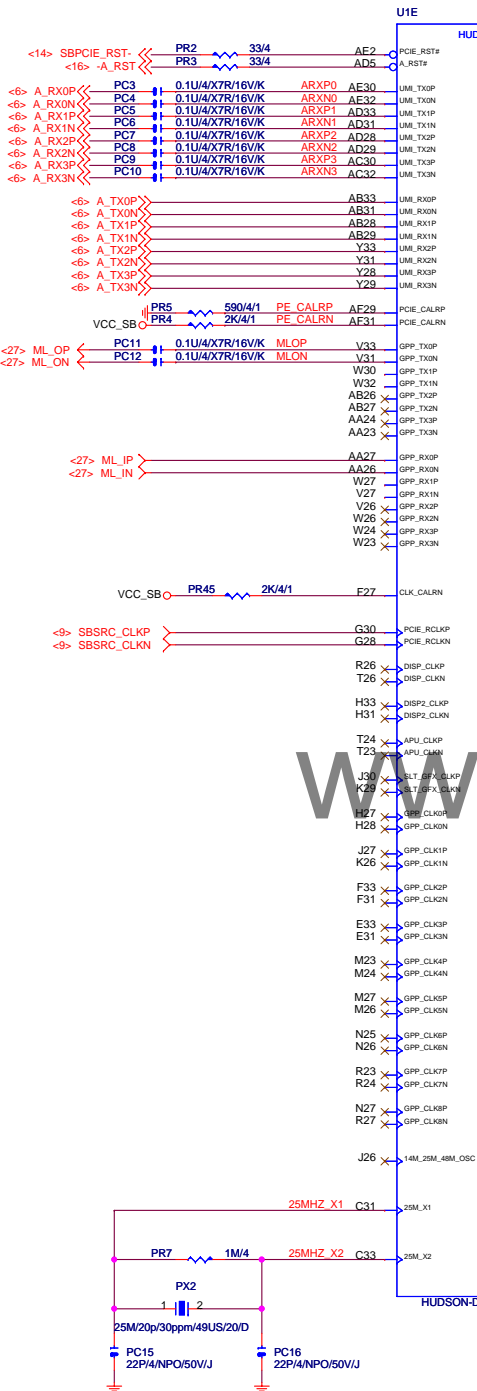 U1E
HUD
<14> SBPCIE_RST- PR2 33/4 AE2 PCIE_RST#
<16> -A_RST PR3 33/4 AD5 A_RST#
<6> A_RX0P PC3 0.1U/4/X7R/16V/K ARXP0 AE30 UMI_TX0P
<6> A_RX0N PC4 0.1U/4/X7R/16V/K ARXN0 AE32 UMI_TX0N
<6> A_RX1P PC5 0.1U/4/X7R/16V/K ARXP1 AD33 UMI_TX1P
<6> A_RX1N PC6 0.1U/4/X7R/16V/K ARXN1 AD31 UMI_TX1N
<6> A_RX2P PC7 0.1U/4/X7R/16V/K ARXP2 AD28 UMI_TX2P
<6> A_RX2N PC8 0.1U/4/X7R/16V/K ARXN2 AD29 UMI_TX2N
<6> A_RX3P PC9 0.1U/4/X7R/16V/K ARXP3 AC30 UMI_TX3P
<6> A_RX3N PC10 0.1U/4/X7R/16V/K ARXN3 AC32 UMI_TX3N
<6> A_TX0P AB33 UMI_RX0P
<6> A_TX0N AB31 UMI_RX0N
<6> A_TX1P AB28 UMI_RX1P
<6> A_TX1N AB29 UMI_RX1N
<6> A_TX2P Y33 UMI_RX2P
<6> A_TX2N Y31 UMI_RX2N
<6> A_TX3P Y28 UMI_RX3P
<6> A_TX3N Y29 UMI_RX3N
PR5 590/4/1 PE_CALRP AF29 PCIE_CALRP
VCC_SB PR4 2K/4/1 PE_CALRN AF31 PCIE_CALRN
<27> ML_OP PC11 0.1U/4/X7R/16V/K MLOP V33 GPP_TX0P
<27> ML_ON PC12 0.1U/4/X7R/16V/K MLON V31 GPP_TX0N
W30 GPP_TX1P
W32 GPP_TX1N
AB26 GPP_TX2P
AB27 GPP_TX2N
AA24 GPP_TX3P
AA23 GPP_TX3N
<27> ML_IP AA27 GPP_RX0P
<27> ML_IN AA26 GPP_RX0N
W27 GPP_RX1P
V27 GPP_RX1N
V26 GPP_RX2P
W26 GPP_RX2N
W24 GPP_RX3P
W23 GPP_RX3N
VCC_SB PR45 2K/4/1 F27 CLK_CALRN
<9> SBSRC_CLKP G30 PCIE_RCLKP
<9> SBSRC_CLKN G28 PCIE_RCLKN
R26 DISP_CLKP
T26 DISP_CLKN
H33 DISP2_CLKP
H31 DISP2_CLKN
T24 APU_CLKP
T23 APU_CLKN
J30 SLT_GFX_CLKP
K29 SLT_GFX_CLKN
WW
H27 GPP_CLK0P
H28 GPP_CLK0N
J27 GPP_CLK1P
K26 GPP_CLK1N
F33 GPP_CLK2P
F31 GPP_CLK2N
E33 GPP_CLK3P
E31 GPP_CLK3N
M23 GPP_CLK4P
M24 GPP_CLK4N
M27 GPP_CLK5P
M26 GPP_CLK5N
N25 GPP_CLK6P
N26 GPP_CLK6N
R23 GPP_CLK7P
R24 GPP_CLK7N
N27 GPP_CLK8P
R27 GPP_CLK8N
J26 14M_25M_48M_OSC
25MHZ_X1 C31 25M_X1
PR7 1M/4 25MHZ_X2 C33 25M_X2
PX2
1 2
25M/20p/30ppm/49US/20/D
HUDSON-D
PC15 PC16
22P/4/NPO/50V/J 22P/4/NPO/50V/J